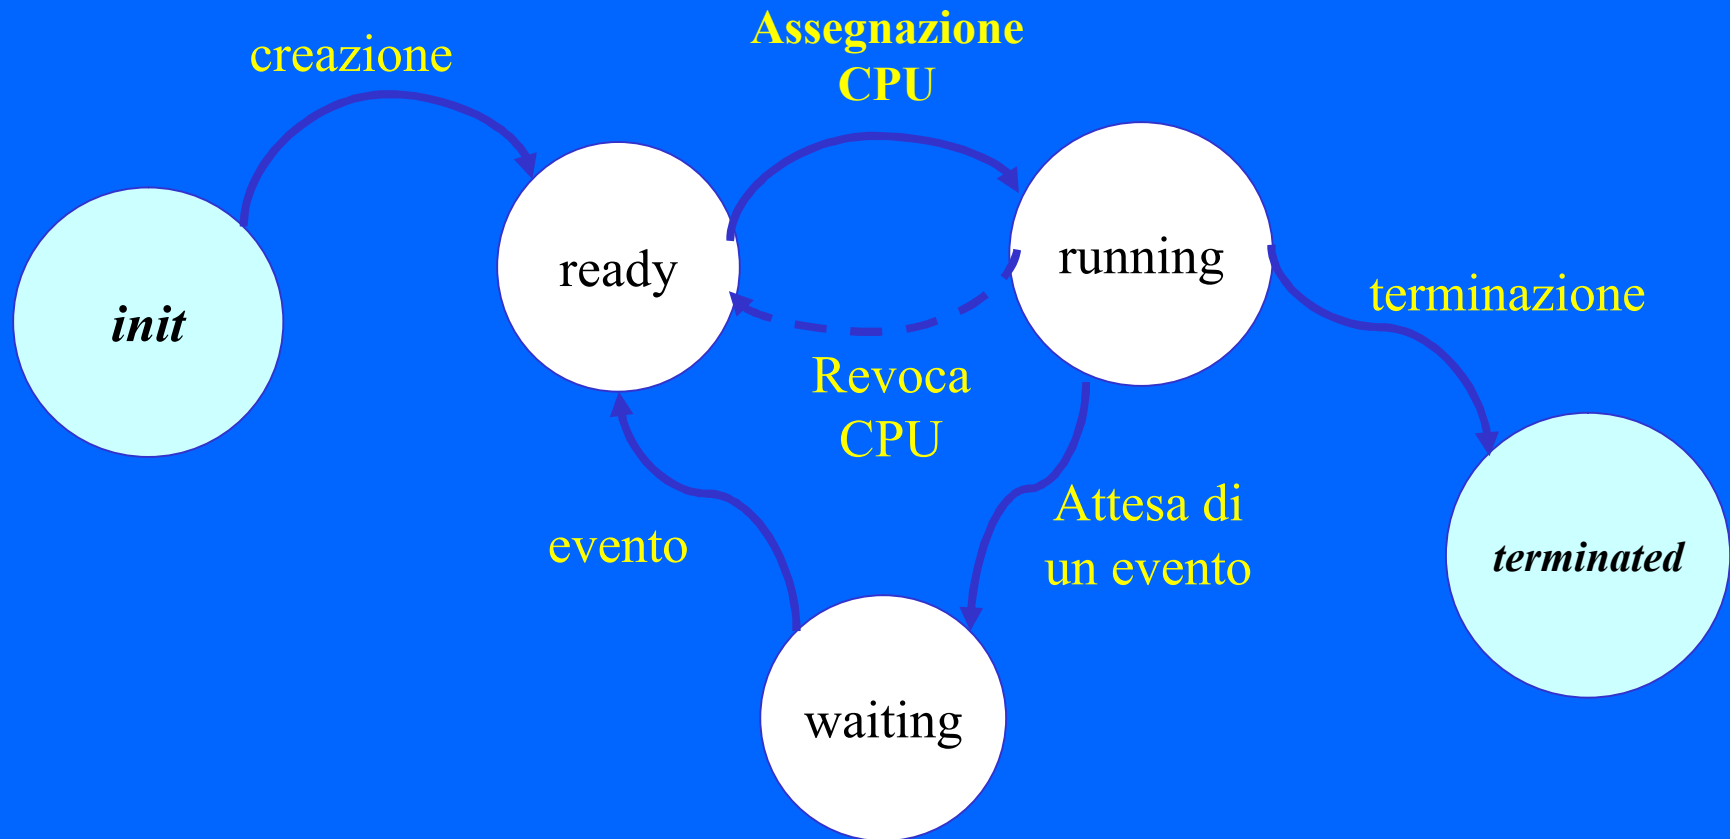 creazione
Assegnazione
CPU
init
ready
running
terminazione
Revoca
CPU
evento
Attesa di
un evento
terminated
waiting